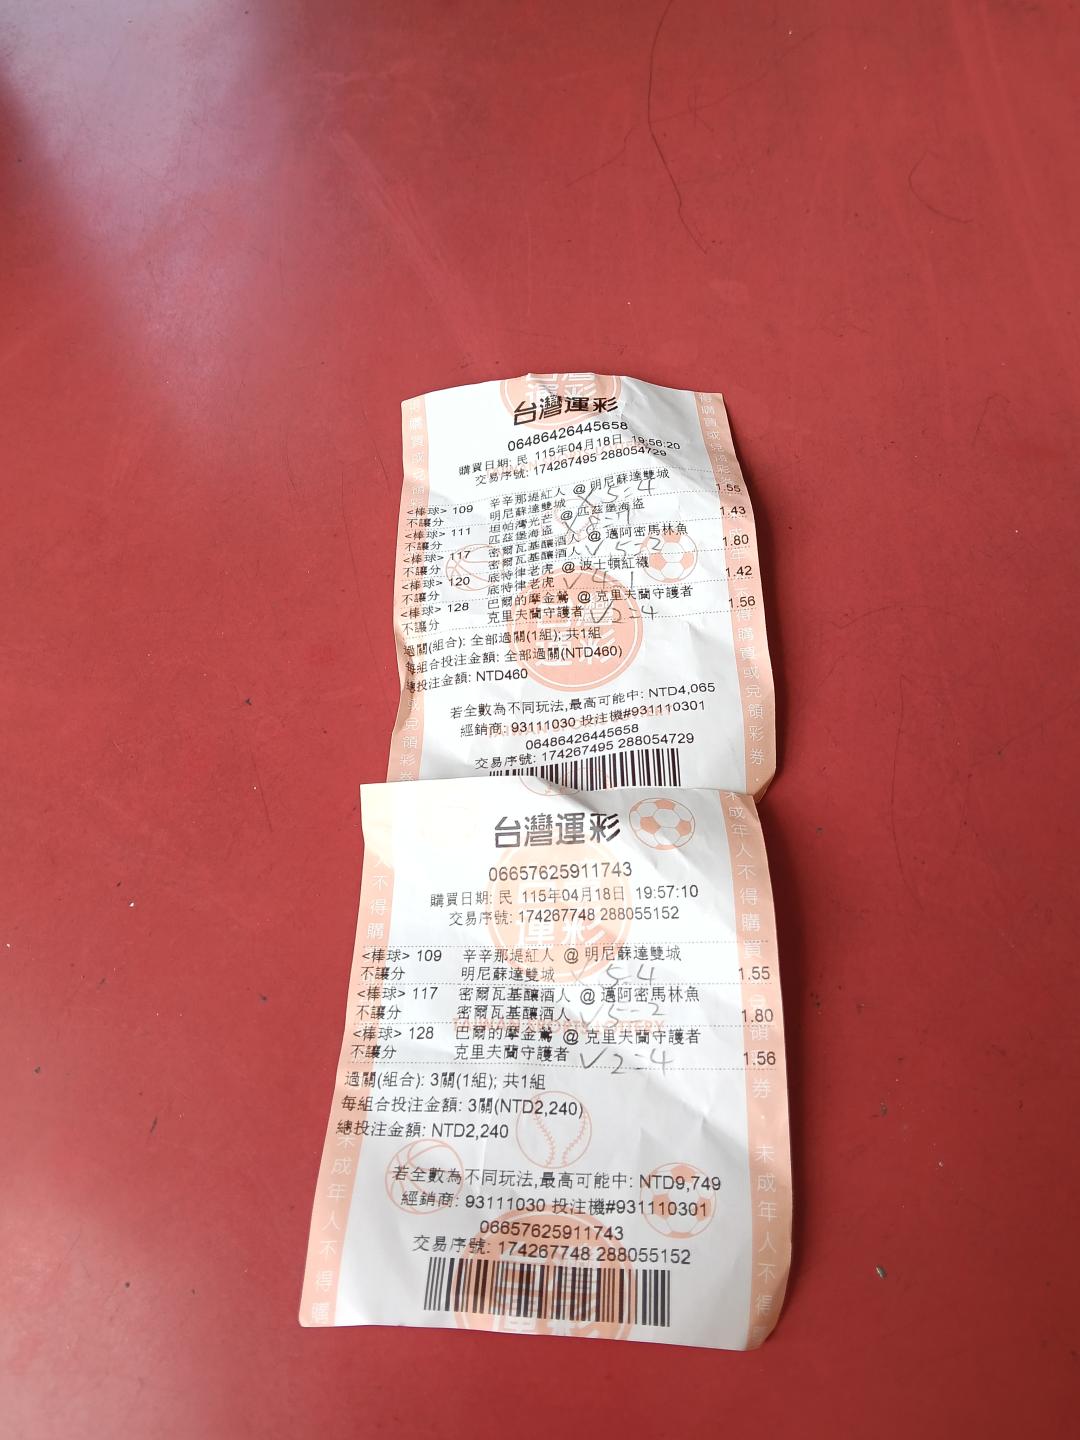 台灣運彩
06486426445658
購買日期: 民 115年04月18日 19:56:20
交易序號: 174267495 288054729
<棒球> 109 辛辛那堤紅人 @ 明尼蘇達雙城
不讓分 明尼蘇達雙城 X 5-4 1.55
<棒球> 111 坦帕灣光芒 @ 匹茲堡海盜
不讓分 匹茲堡海盜 1.43
<棒球> 117 密爾瓦基釀酒人 @ 邁阿密馬林魚
不讓分 密爾瓦基釀酒人 √ 5-2 1.80
<棒球> 120 底特律老虎 @ 波士頓紅襪
不讓分 底特律老虎 √ 4-1 1.42
<棒球> 128 巴爾的摩金鶯 @ 克里夫蘭守護者
不讓分 克里夫蘭守護者 √ 2-4 1.56
過關(組合): 全部過關(1組); 共1組
每組合投注金額: 全部過關(NTD460)
總投注金額: NTD460
若全數為不同玩法,最高可能中: NTD4,065
經銷商: 93111030 投注機#931110301
06486426445658
交易序號: 174267495 288054729
台灣運彩
06657625911743
購買日期: 民 115年04月18日 19:57:10
交易序號: 174267748 288055152
<棒球> 109 辛辛那堤紅人 @ 明尼蘇達雙城
不讓分 明尼蘇達雙城 5-4 1.55
<棒球> 117 密爾瓦基釀酒人 @ 邁阿密馬林魚
不讓分 密爾瓦基釀酒人 √ 5-2 1.80
<棒球> 128 巴爾的摩金鶯 @ 克里夫蘭守護者
不讓分 克里夫蘭守護者 √ 2-4 1.56
過關(組合): 3關(1組); 共1組
每組合投注金額: 3關(NTD2,240)
總投注金額: NTD2,240
若全數為不同玩法,最高可能中: NTD9,749
經銷商: 93111030 投注機#931110301
06657625911743
交易序號: 174267748 288055152